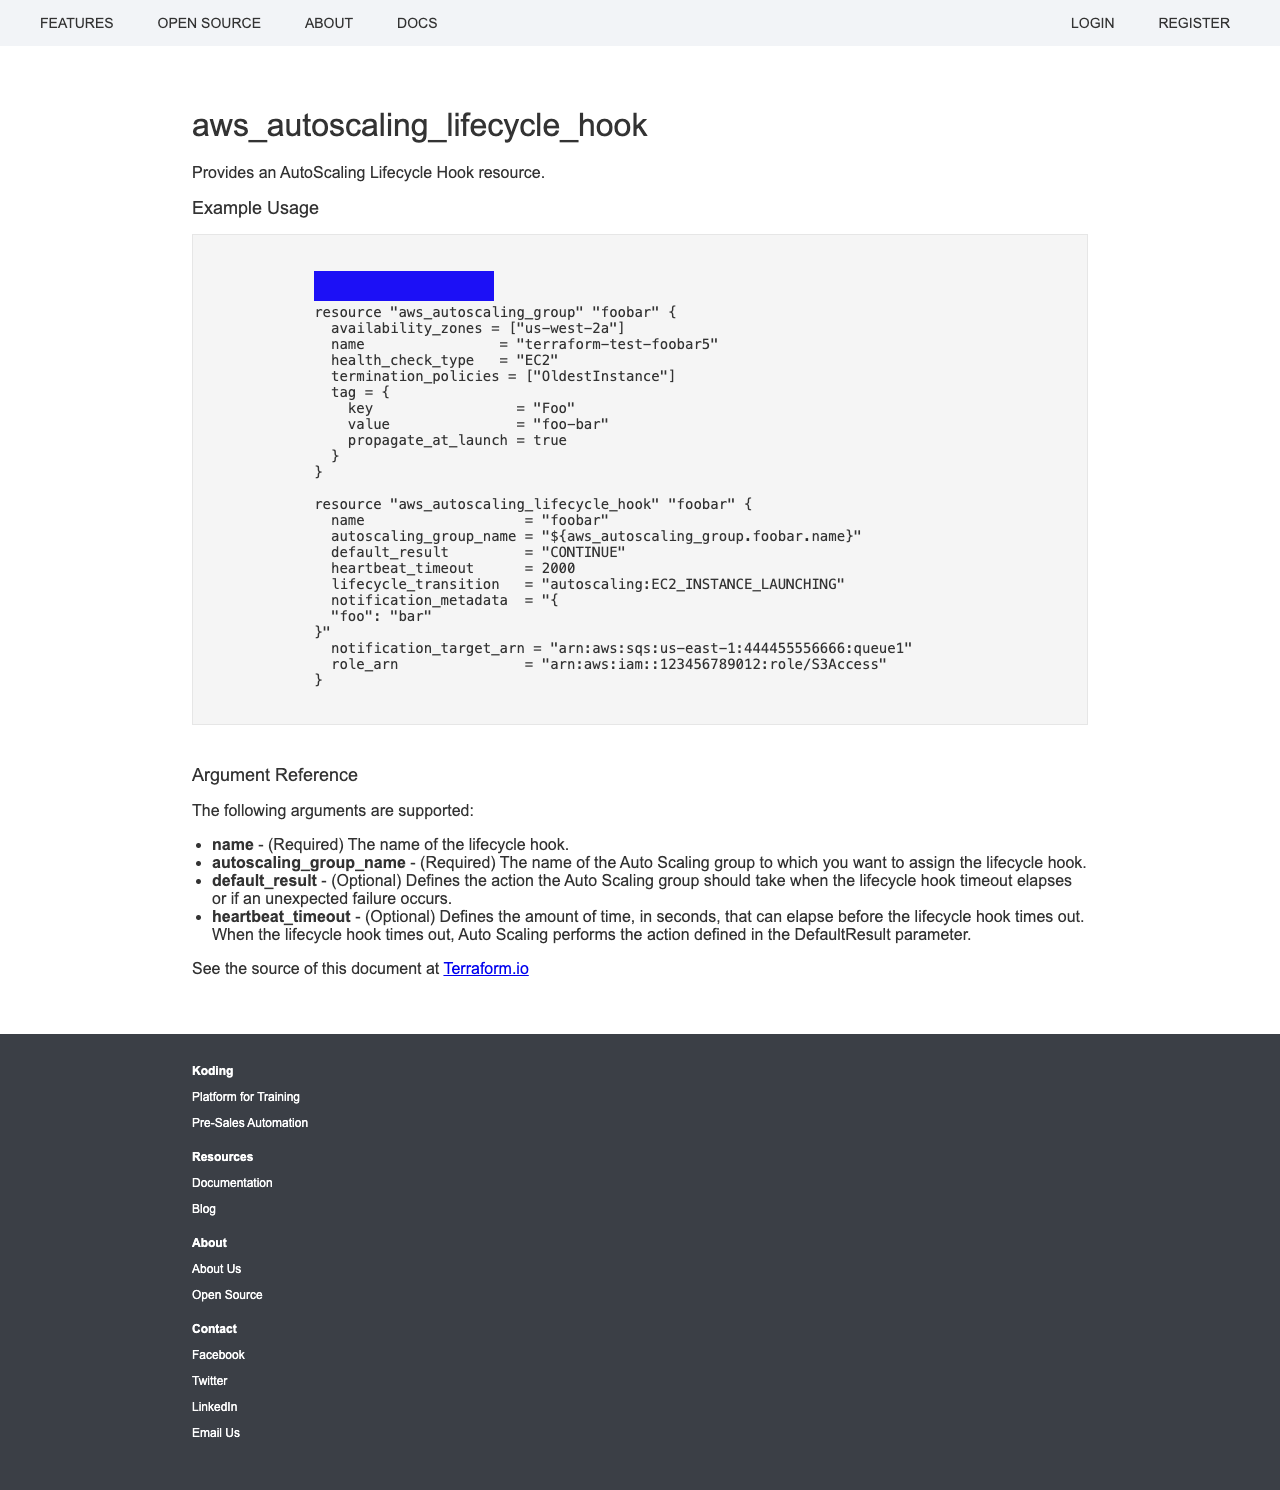 FEATURES OPEN SOURCE ABOUT DOCS LOGIN REGISTER
aws_autoscaling_lifecycle_hook
Provides an AutoScaling Lifecycle Hook resource.
Example Usage
resource "aws_autoscaling_group" "foobar" {
  availability_zones = ["us-west-2a"]
  name                = "terraform-test-foobar5"
  health_check_type   = "EC2"
  termination_policies = ["OldestInstance"]
  tag = {
    key                 = "Foo"
    value               = "foo-bar"
    propagate_at_launch = true
  }
}
resource "aws_autoscaling_lifecycle_hook" "foobar" {
  name                   = "foobar"
  autoscaling_group_name = "${aws_autoscaling_group.foobar.name}"
  default_result         = "CONTINUE"
  heartbeat_timeout      = 2000
  lifecycle_transition   = "autoscaling:EC2_INSTANCE_LAUNCHING"
  notification_metadata  = "{
  "foo": "bar"
}"
  notification_target_arn = "arn:aws:sqs:us-east-1:444455556666:queue1"
  role_arn               = "arn:aws:iam::123456789012:role/S3Access"
}
Argument Reference
The following arguments are supported:
• name - (Required) The name of the lifecycle hook.
• autoscaling_group_name - (Required) The name of the Auto Scaling group to which you want to assign the lifecycle hook.
• default_result - (Optional) Defines the action the Auto Scaling group should take when the lifecycle hook timeout elapses
or if an unexpected failure occurs.
• heartbeat_timeout - (Optional) Defines the amount of time, in seconds, that can elapse before the lifecycle hook times out.
When the lifecycle hook times out, Auto Scaling performs the action defined in the DefaultResult parameter.
See the source of this document at Terraform.io
Koding
Platform for Training
Pre-Sales Automation
Resources
Documentation
Blog
About
About Us
Open Source
Contact
Facebook
Twitter
LinkedIn
Email Us